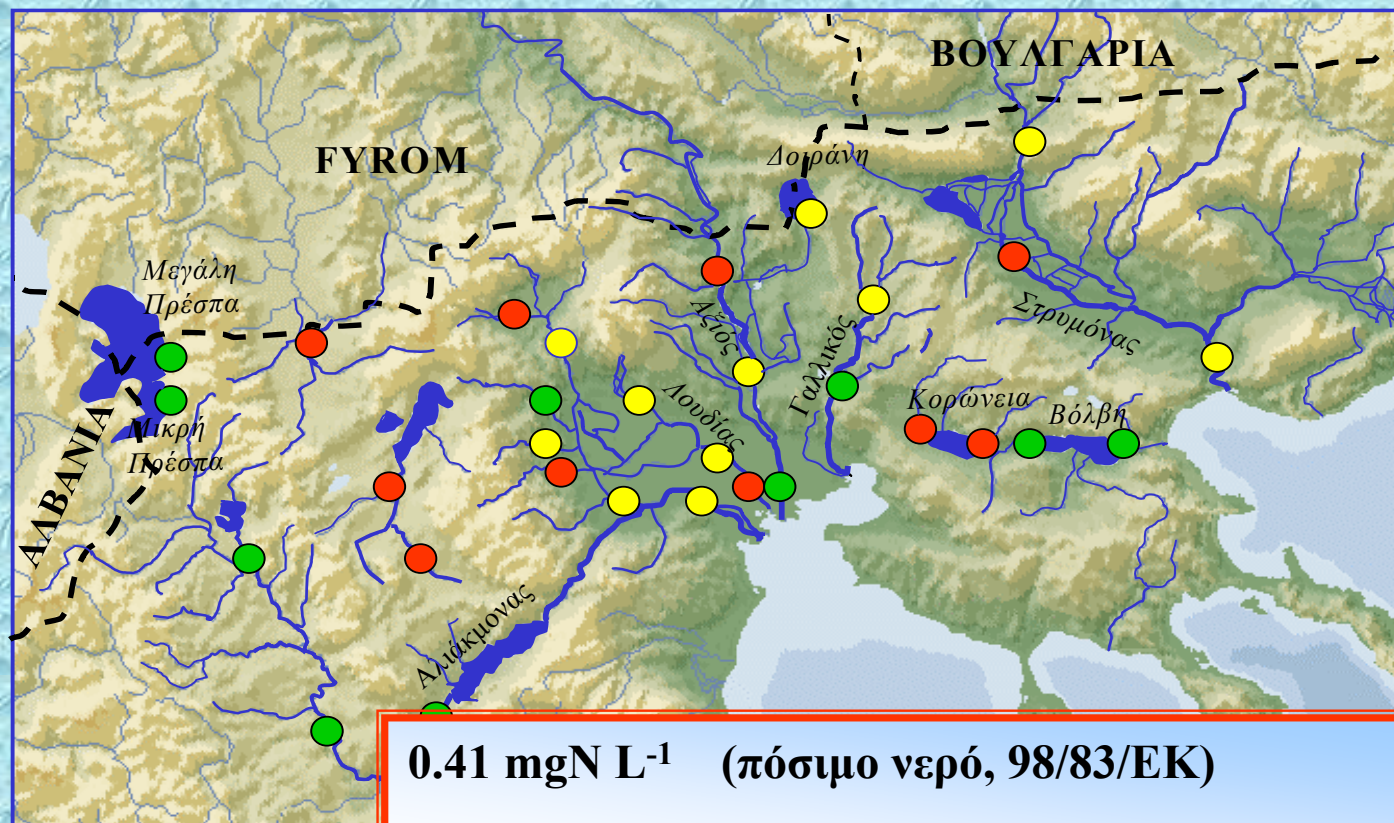 ΒΟΥΛΓΑΡΙΑ
FYROM
Δοϊράνη
Μεγάλη
Πρέσπα
Αξιός
Στρυμόνας
Γαλλικός
Λουδίας
Κορώνεια
Βόλβη
Μικρή
Πρέσπα
ΑΛΒΑΝΙΑ
Αλιάκμονας
0.41 mgN L-1 (πόσιμο νερό, 98/83/ΕΚ)